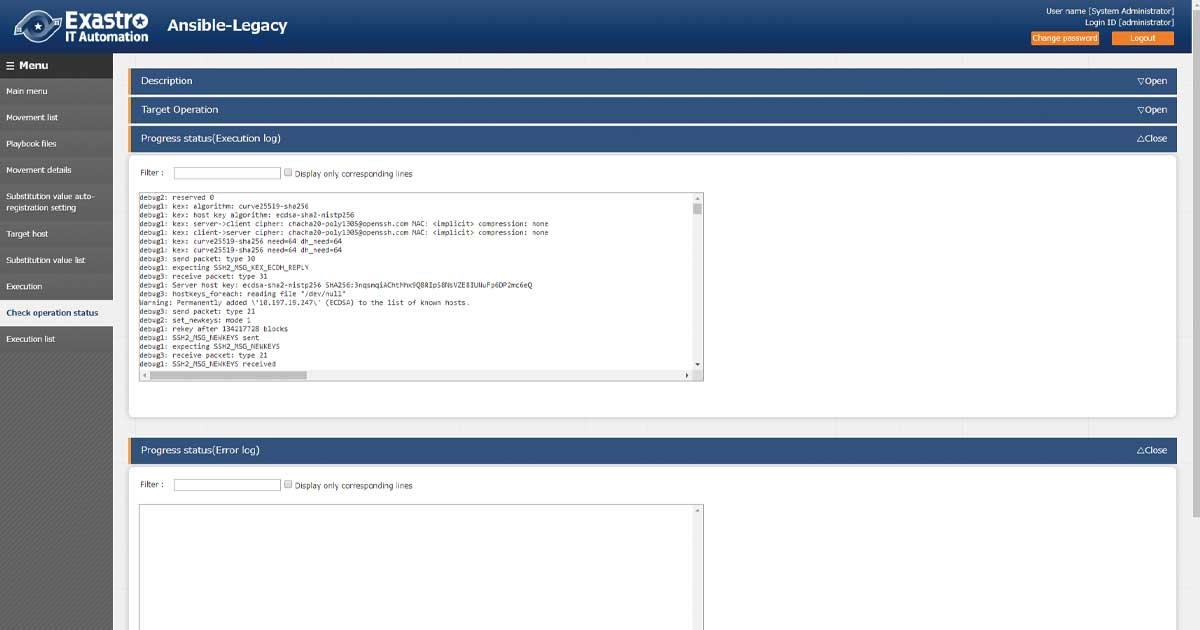 Exastro
IT Automation
Ansible-Legacy
User name [System Administrator]
Login ID [administrator]
Change password
Logout
☰ Menu
Main menu
Movement list
Playbook files
Movement details
Substitution value auto-
registration setting
Target host
Substitution value list
Execution
Check operation status
Execution list
Description
▽Open
Target Operation
▽Open
Progress status(Execution log)
△Close
Filter :
Display only corresponding lines
debug2: reserved 0
debug1: kex: algorithm: curve25519-sha256
debug1: kex: host key algorithm: ecdsa-sha2-nistp256
debug1: kex: server->client cipher: chacha20-poly1305@openssh.com MAC: <implicit> compression: none
debug1: kex: client->server cipher: chacha20-poly1305@openssh.com MAC: <implicit> compression: none
debug1: kex: curve25519-sha256 need=64 dh_need=64
debug1: kex: curve25519-sha256 need=64 dh_need=64
debug3: send packet: type 30
debug1: expecting SSH2_MSG_KEX_ECDH_REPLY
debug3: receive packet: type 31
debug1: Server host key: ecdsa-sha2-nistp256
debug3: hostkeys_foreach: reading file "/dev/null"
Warning: Permanently added \'10.197.19.247\' (ECDSA) to the list of known hosts.
debug3: send packet: type 21
debug2: set_newkeys: mode 1
debug1: rekey after 134217728 blocks
debug1: SSH2_MSG_NEWKEYS sent
debug1: expecting SSH2_MSG_NEWKEYS
debug3: receive packet: type 21
debug1: SSH2_MSG_NEWKEYS received
Progress status(Error log)
△Close
Filter :
Display only corresponding lines